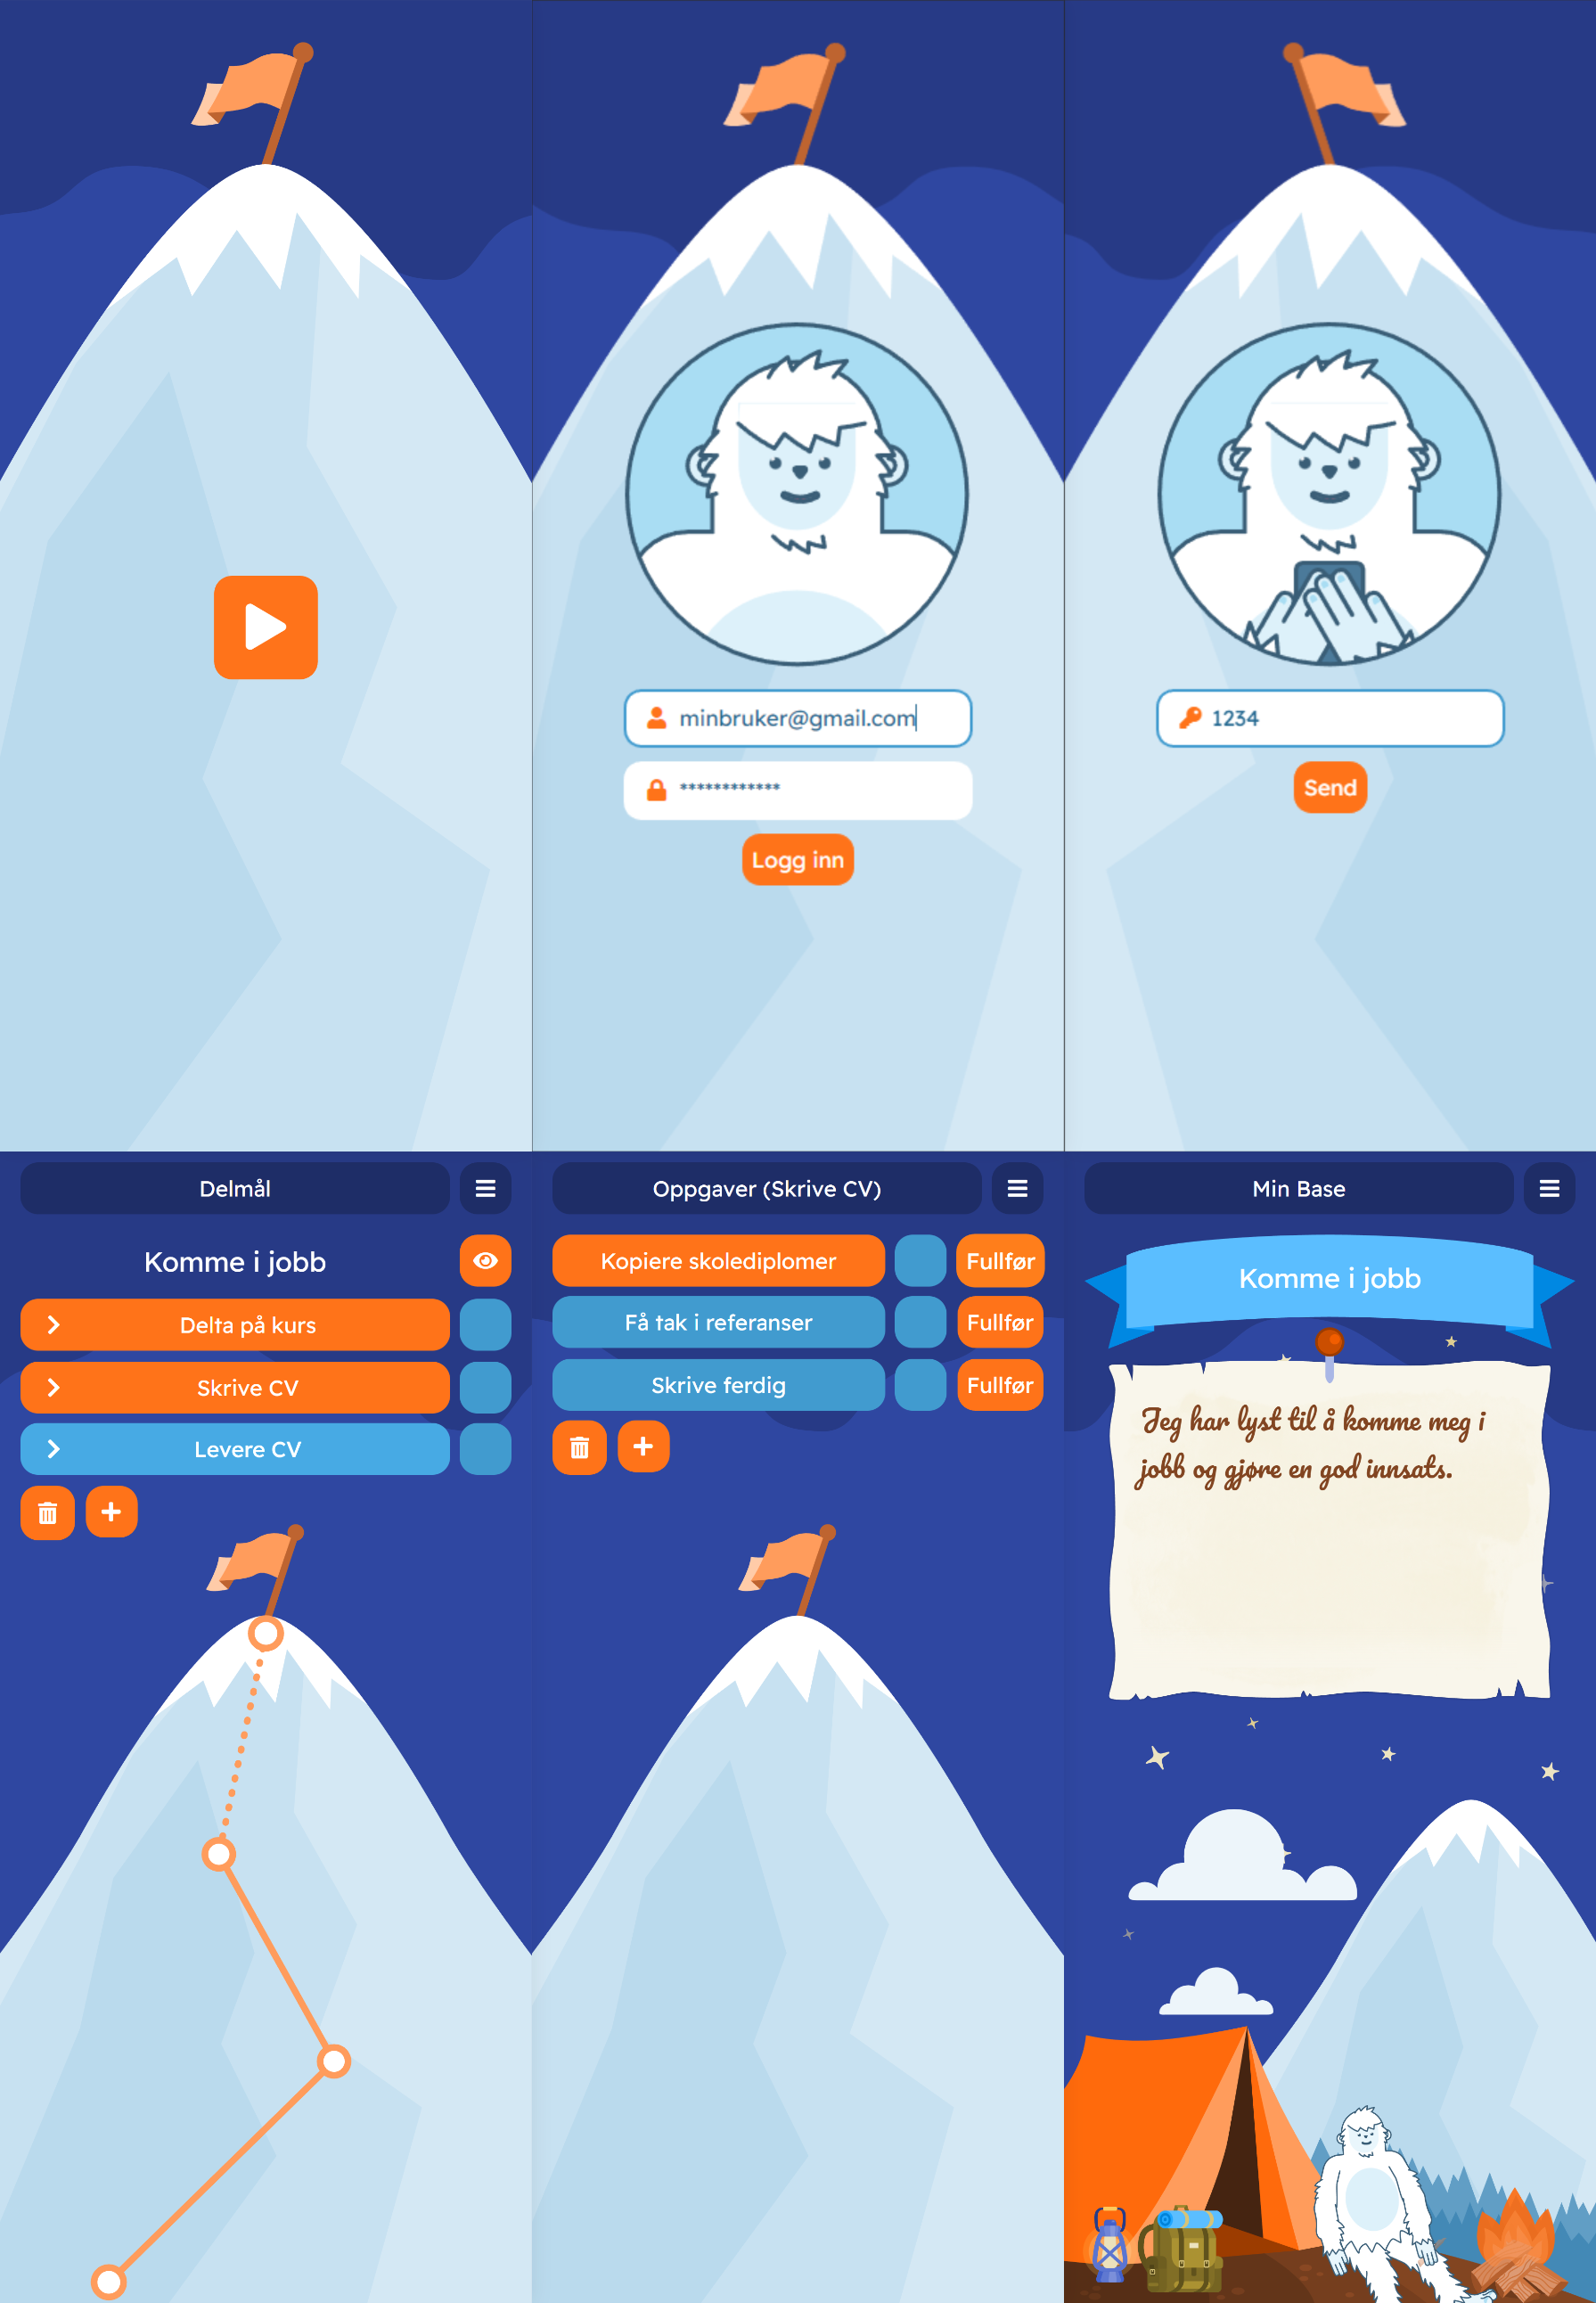 minbruker@gmail.com
************
Logg inn
1234
Send
Delmål
Komme i jobb
Delta på kurs
Skrive CV
Levere CV
Oppgaver (Skrive CV)
Kopiere skolediplomer
Fullfør
Få tak i referanser
Fullfør
Skrive ferdig
Fullfør
Min Base
Komme i jobb
Jeg har lyst til å komme meg i
jobb og gjøre en god innsats.